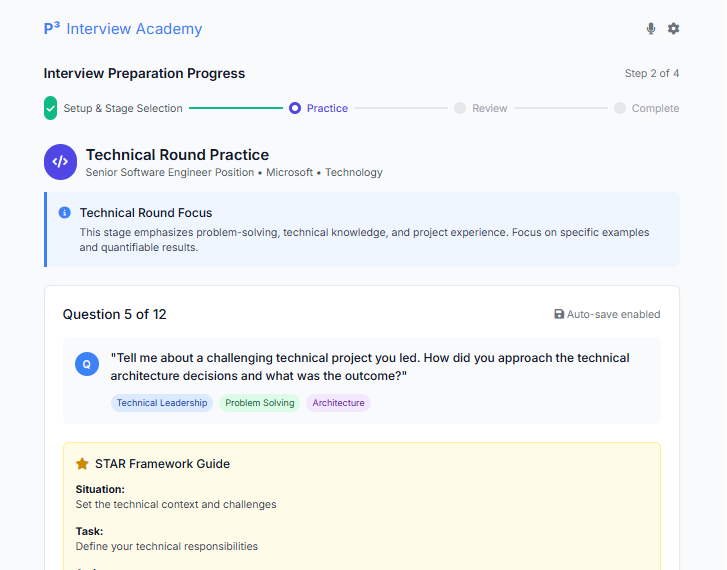 P³ Interview Academy
Interview Preparation Progress
Step 2 of 4
Setup & Stage Selection
Practice
Review
Complete
Technical Round Practice
Senior Software Engineer Position • Microsoft • Technology
Technical Round Focus
This stage emphasizes problem-solving, technical knowledge, and project experience. Focus on specific examples
and quantifiable results.
Question 5 of 12
Auto-save enabled
Q
"Tell me about a challenging technical project you led. How did you approach the technical
architecture decisions and what was the outcome?"
Technical Leadership
Problem Solving
Architecture
STAR Framework Guide
Situation:
Set the technical context and challenges
Task:
Define your technical responsibilities